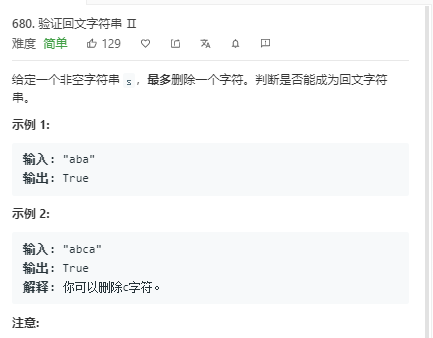 680. 验证回文字符串 Ⅱ
难度 简单 129
给定一个非空字符串 s，最多删除一个字符。判断是否能成为回文字符
串。
示例 1:
输入: "aba"
输出: True
示例 2:
输入: "abca"
输出: True
解释: 你可以删除c字符。
注意: